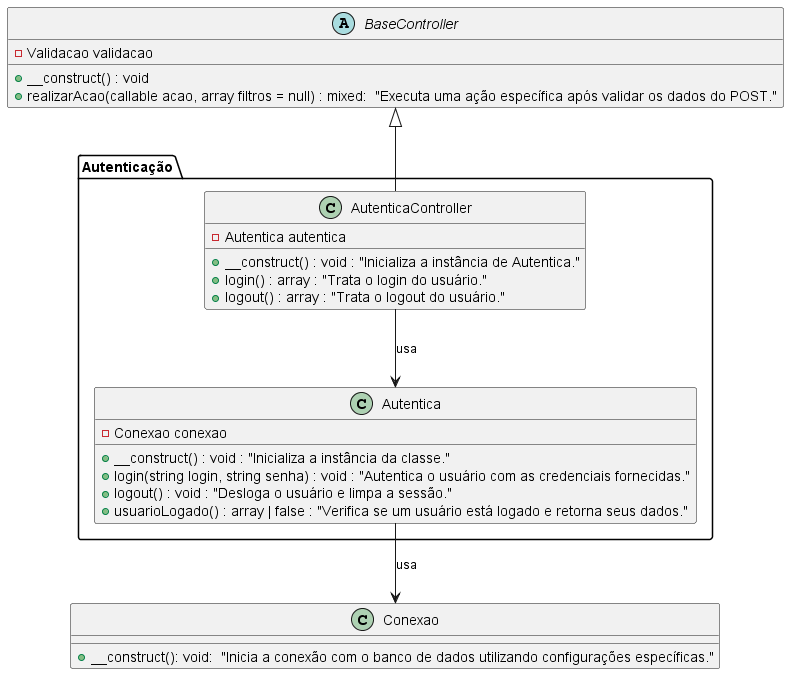 A BaseController
Validacao validacao
__construct() : void
realizarAcao(callable acao, array filtros = null) : mixed:  "Executa uma ação específica após validar os dados do POST."
Autenticação
C AutenticaController
Autentica autentica
__construct() : void : "Inicializa a instância de Autentica."
login() : array : "Trata o login do usuário."
logout() : array : "Trata o logout do usuário."
usa
C Autentica
Conexao conexao
__construct() : void : "Inicializa a instância da classe."
login(string login, string senha) : void : "Autentica o usuário com as credenciais fornecidas."
logout() : void : "Desloga o usuário e limpa a sessão."
usuarioLogado() : array | false : "Verifica se um usuário está logado e retorna seus dados."
usa
C Conexao
__construct(): void:  "Inicia a conexão com o banco de dados utilizando configurações específicas."